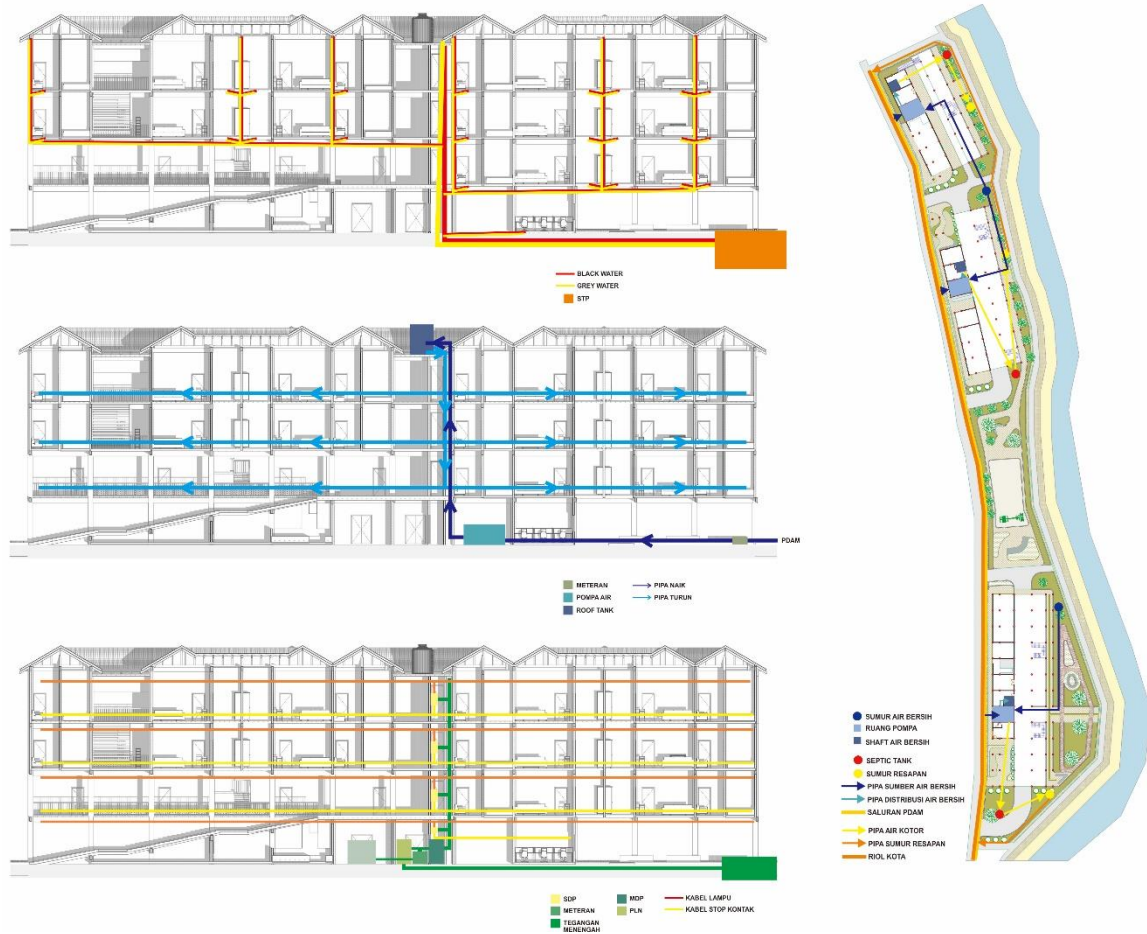 BLACK WATER
GREY WATER
STP
PDAM
METERAN
POMPA AIR
ROOF TANK
PIPA NAIK
PIPA TURUN
SDP
METERAN
TEGANGAN
MENENGAH
MDP
PLN
KABEL LAMPU
KABEL STOP KONTAK
SUMUR AIR BERSIH
RUANG POMPA
SHAFT AIR BERSIH
SEPTIC TANK
SUMUR RESAPAN
PIPA SUMBER AIR BERSIH
PIPA DISTRIBUSI AIR BERSIH
SALURAN PDAM
PIPA AIR KOTOR
PIPA SUMUR RESAPAN
RIOL KOTA